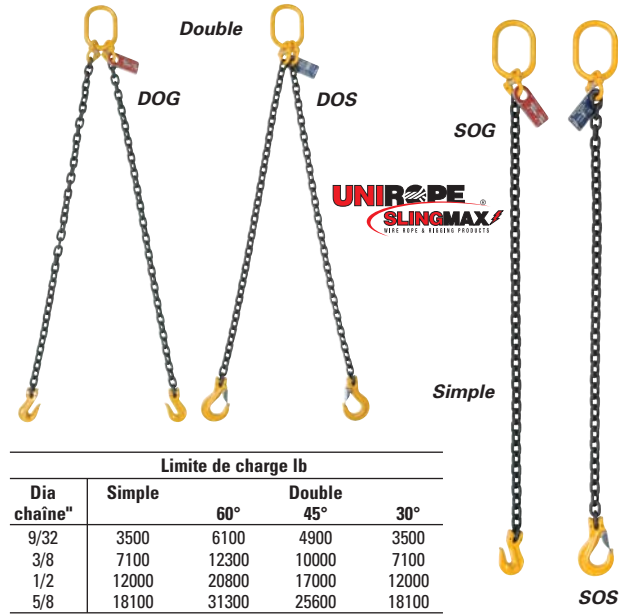 Double
DOG
DOS
SOG
UNIROPE ®
SLINGMAX
WIRE ROPE & RIGGING PRODUCTS
Simple
SOS
Limite de charge lb
Dia chaîne" Simple Double
60° 45° 30°
9/32 3500 6100 4900 3500
3/8 7100 12300 10000 7100
1/2 12000 20800 17000 12000
5/8 18100 31300 25600 18100